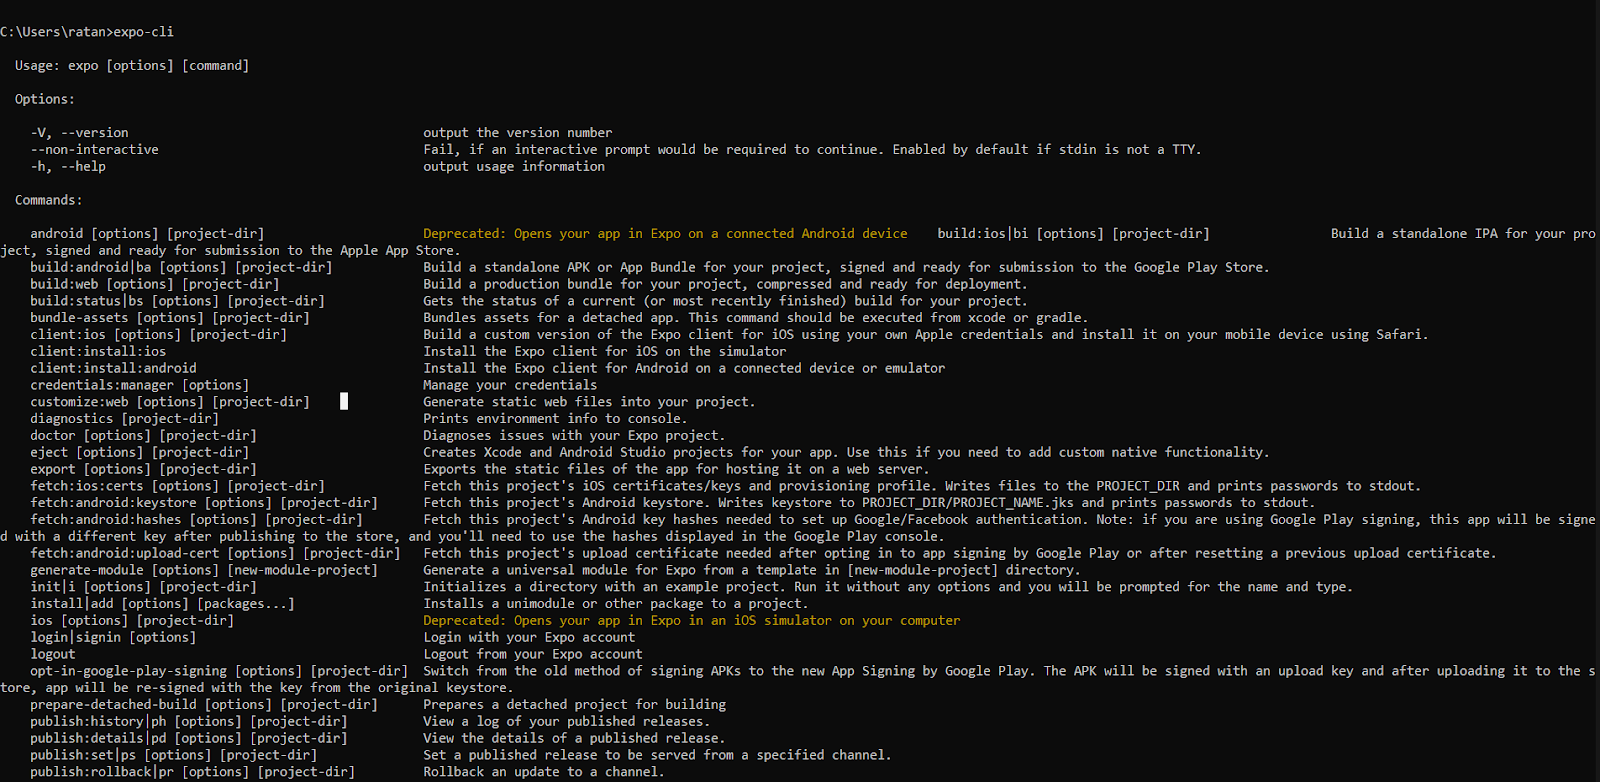 C:\Users\ratan>expo-cli
Usage: expo [options] [command]
Options:
-V, --version output the version number
--non-interactive Fail, if an interactive prompt would be required to continue. Enabled by default if stdin is not a TTY.
-h, --help output usage information
Commands:
android [options] [project-dir] Deprecated: Opens your app in Expo on a connected Android device build:ios|bi [options] [project-dir] Build a standalone IPA for your pro
ject, signed and ready for submission to the Apple App Store.
build:android|ba [options] [project-dir] Build a standalone APK or App Bundle for your project, signed and ready for submission to the Google Play Store.
build:web [options] [project-dir] Build a production bundle for your project, compressed and ready for deployment.
build:status|bs [options] [project-dir] Gets the status of a current (or most recently finished) build for your project.
bundle-assets [options] [project-dir] Bundles assets for a detached app. This command should be executed from xcode or gradle.
client:ios [options] [project-dir] Build a custom version of the Expo client for iOS using your own Apple credentials and install it on your mobile device using Safari.
client:install:ios Install the Expo client for iOS on the simulator
client:install:android Install the Expo client for Android on a connected device or emulator
credentials:manager [options] Manage your credentials
customize:web [options] [project-dir] Generate static web files into your project.
diagnostics [project-dir] Prints environment info to console.
doctor [options] [project-dir] Diagnoses issues with your Expo project.
eject [options] [project-dir] Creates Xcode and Android Studio projects for your app. Use this if you need to add custom native functionality.
export [options] [project-dir] Exports the static files of the app for hosting it on a web server.
fetch:ios:certs [options] [project-dir] Fetch this project's iOS certificates/keys and provisioning profile. Writes files to the PROJECT_DIR and prints passwords to stdout.
fetch:android:keystore [options] [project-dir] Fetch this project's Android keystore. Writes keystore to PROJECT_DIR/PROJECT_NAME.jks and prints passwords to stdout.
fetch:android:hashes [options] [project-dir] Fetch this project's Android key hashes needed to set up Google/Facebook authentication. Note: if you are using Google Play signing, this app will be signe
d with a different key after publishing to the store, and you'll need to use the hashes displayed in the Google Play console.
fetch:android:upload-cert [options] [project-dir] Fetch this project's upload certificate needed after opting in to app signing by Google Play or after resetting a previous upload certificate.
generate-module [options] [new-module-project] Generate a universal module for Expo from a template in [new-module-project] directory.
init|i [options] [project-dir] Initializes a directory with an example project. Run it without any options and you will be prompted for the name and type.
install|add [options] [packages...] Installs a unimodule or other package to a project.
ios [options] [project-dir] Deprecated: Opens your app in Expo in an iOS simulator on your computer
login|signin [options] Login with your Expo account
logout Logout from your Expo account
opt-in-google-play-signing [options] [project-dir] Switch from the old method of signing APKs to the new App Signing by Google Play. The APK will be signed with an upload key and after uploading it to the s
tore, app will be re-signed with the key from the original keystore.
prepare-detached-build [options] [project-dir] Prepares a detached project for building
publish:history|ph [options] [project-dir] View a log of your published releases.
publish:details|pd [options] [project-dir] View the details of a published release.
publish:set|ps [options] [project-dir] Set a published release to be served from a specified channel.
publish:rollback|pr [options] [project-dir] Rollback an update to a channel.